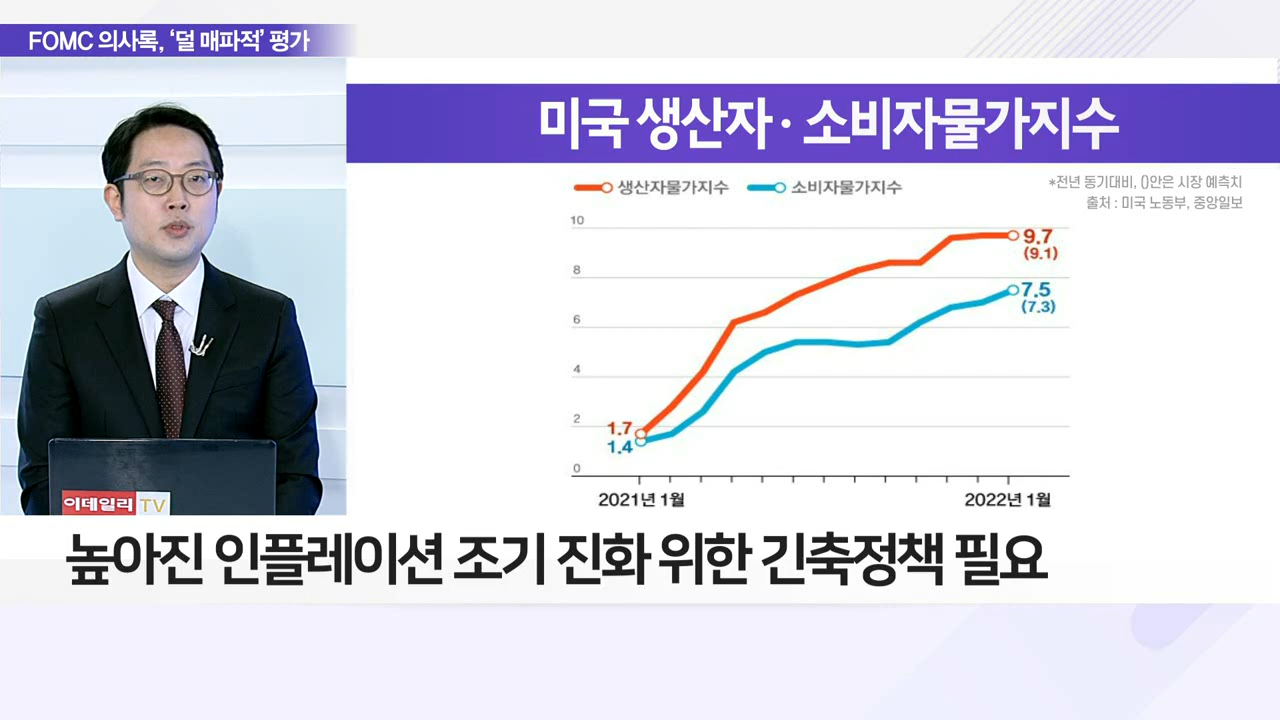 FOMC 의사록, ‘덜 매파적’ 평가
미국 생산자 · 소비자물가지수
생산자물가지수 소비자물가지수
*전년 동기대비, ()안은 시장 예측치
출처 : 미국 노동부, 중앙일보
10
9.7
(9.1)
8
7.5
(7.3)
6
4
2
1.7
1.4
0
2021년 1월 2022년 1월
이데일리 TV
높아진 인플레이션 조기 진화 위한 긴축정책 필요